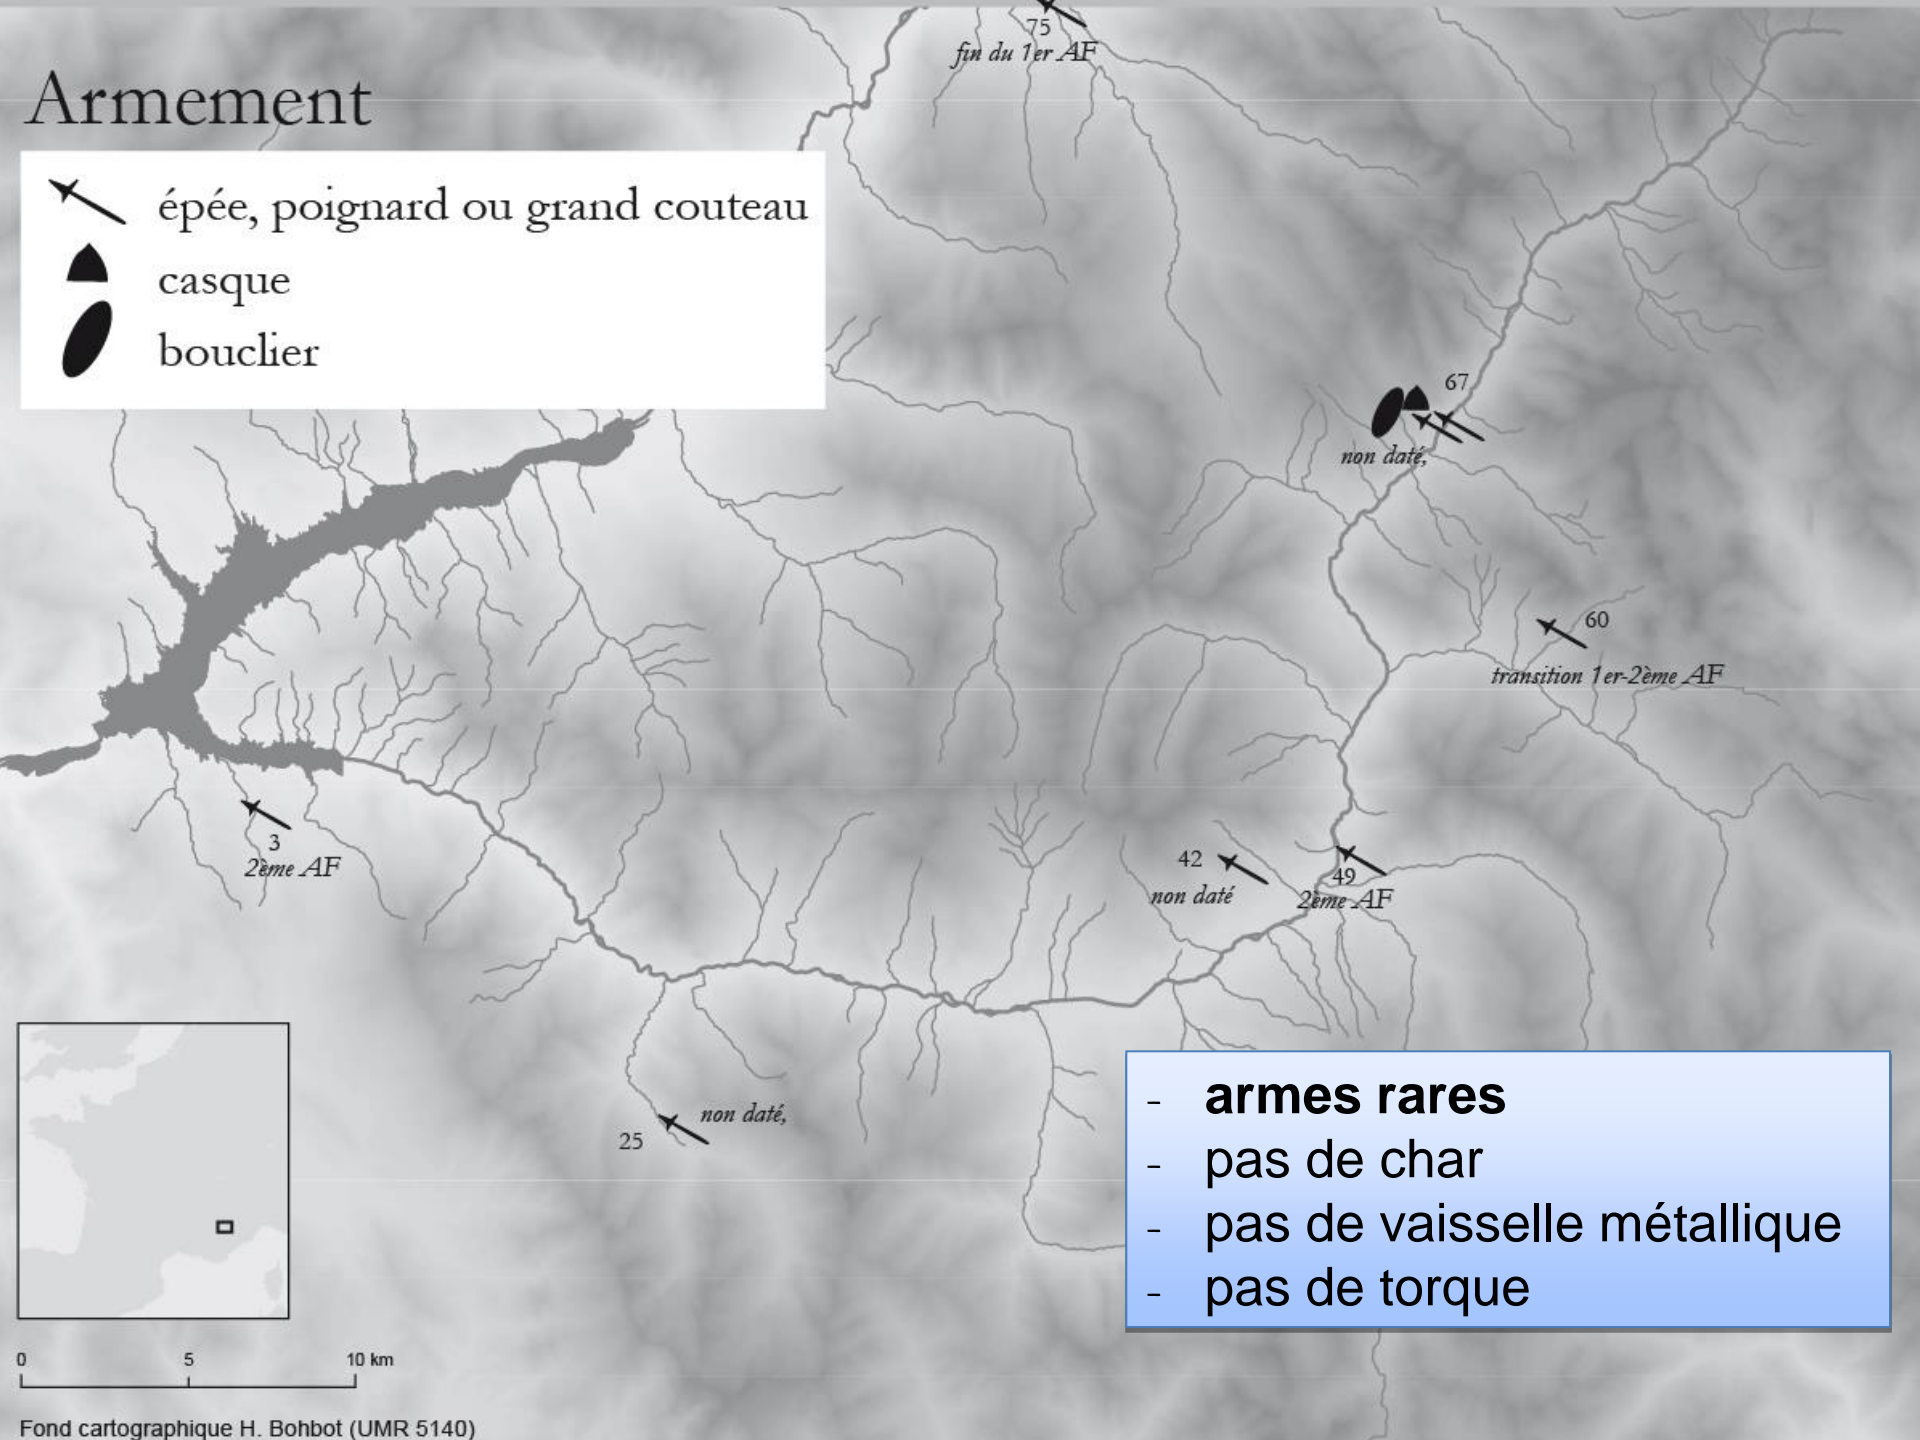 75
fin du 1er AF
Armement
épée, poignard ou grand couteau
casque
bouclier
67
non daté,
60
transition 1er-2ème AF
3
2ème AF
42
non daté
49
2ème AF
non daté,
25
- armes rares
- pas de char
- pas de vaisselle métallique
- pas de torque
0 5 10 km
Fond cartographique H. Bohbot (UMR 5140)